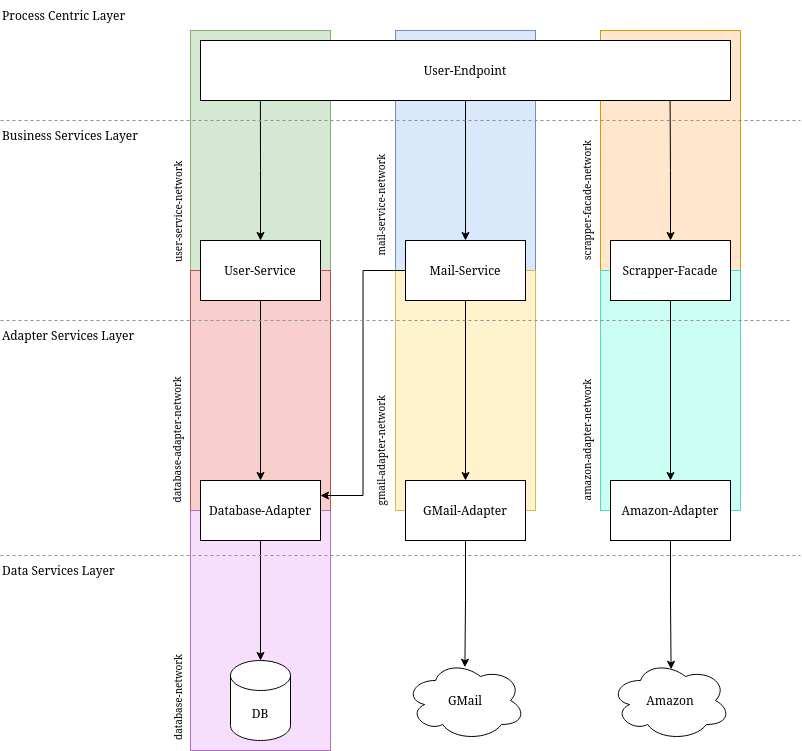 Process Centric Layer
User-Endpoint
Business Services Layer
user-service-network
mail-service-network
scrapper-facade-network
User-Service
Mail-Service
Scrapper-Facade
Adapter Services Layer
database-adapter-network
gmail-adapter-network
amazon-adapter-network
Database-Adapter
GMail-Adapter
Amazon-Adapter
Data Services Layer
database-network
DB
GMail
Amazon